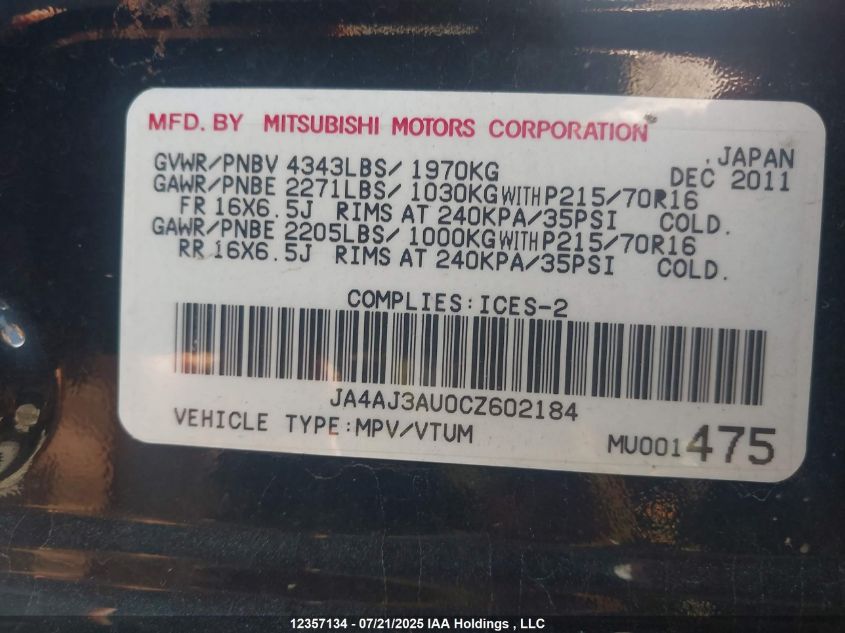 MFD. BY MITSUBISHI MOTORS CORPORATION
GVWR/PNBV 4343LBS/ 1970KG .JAPAN
DEC 2011
GAWR/PNBE 2271LBS/ 1030KG WITH P215/70R16
FR 16X6.5J RIMS AT 240KPA/35PSI COLD.
GAWR/PNBE 2205LBS/ 1000KG WITH P215/70R16
RR 16X6.5J RIMS AT 240KPA/35PSI COLD.
COMPLIES:ICES-2
JA4AJ3AU0CZ602184
VEHICLE TYPE:MPV/VTUM MU001475
12357134 - 07/21/2025 IAA Holdings , LLC